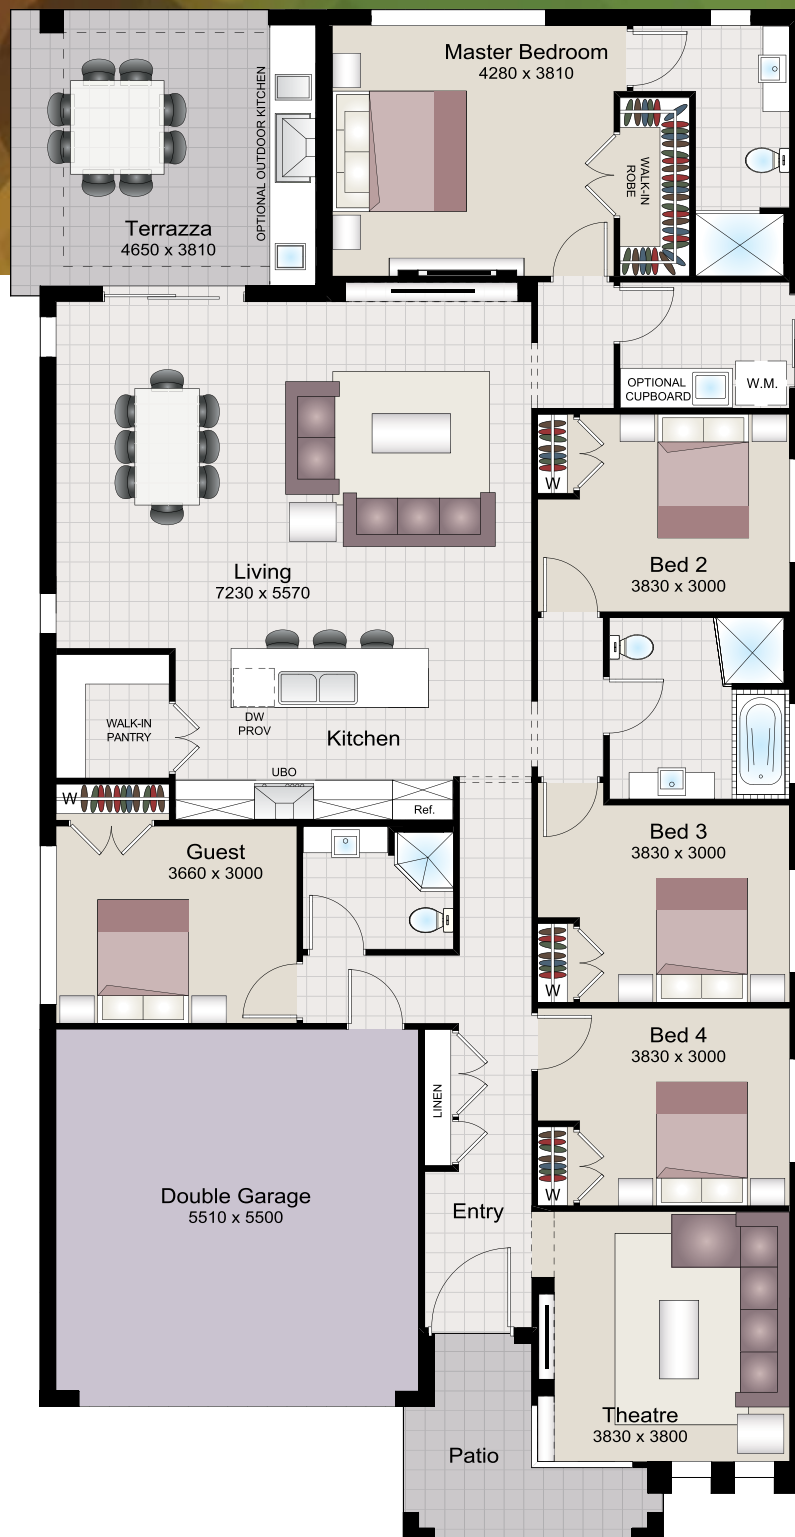 Master Bedroom
4280 x 3810
OPTIONAL OUTDOOR KITCHEN
WALK-IN
ROBE
Terrazza
4650 x 3810
OPTIONAL
CUPBOARD
W.M.
W
Bed 2
3830 x 3000
Living
7230 x 5570
WALK-IN
PANTRY
DW
PROV
Kitchen
UBO
Ref.
W
Guest
3660 x 3000
Bed 3
3830 x 3000
W
Bed 4
3830 x 3000
LINEN
W
Double Garage
5510 x 5500
Entry
Theatre
3830 x 3800
Patio